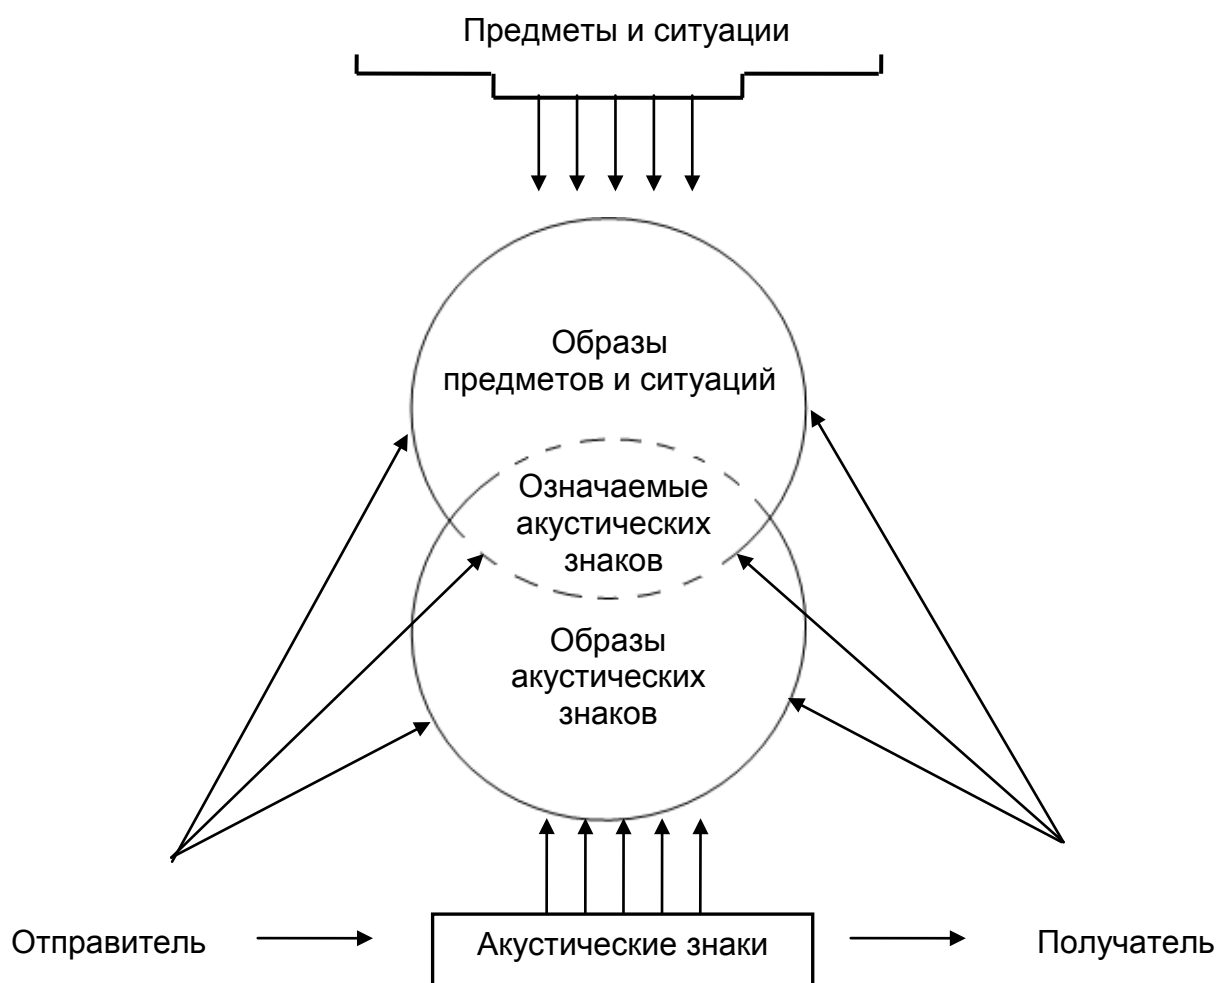 Предметы и ситуации
Образы
предметов и ситуаций
Означаемые
акустических
знаков
Образы
акустических
знаков
Отправитель
Акустические знаки
Получатель